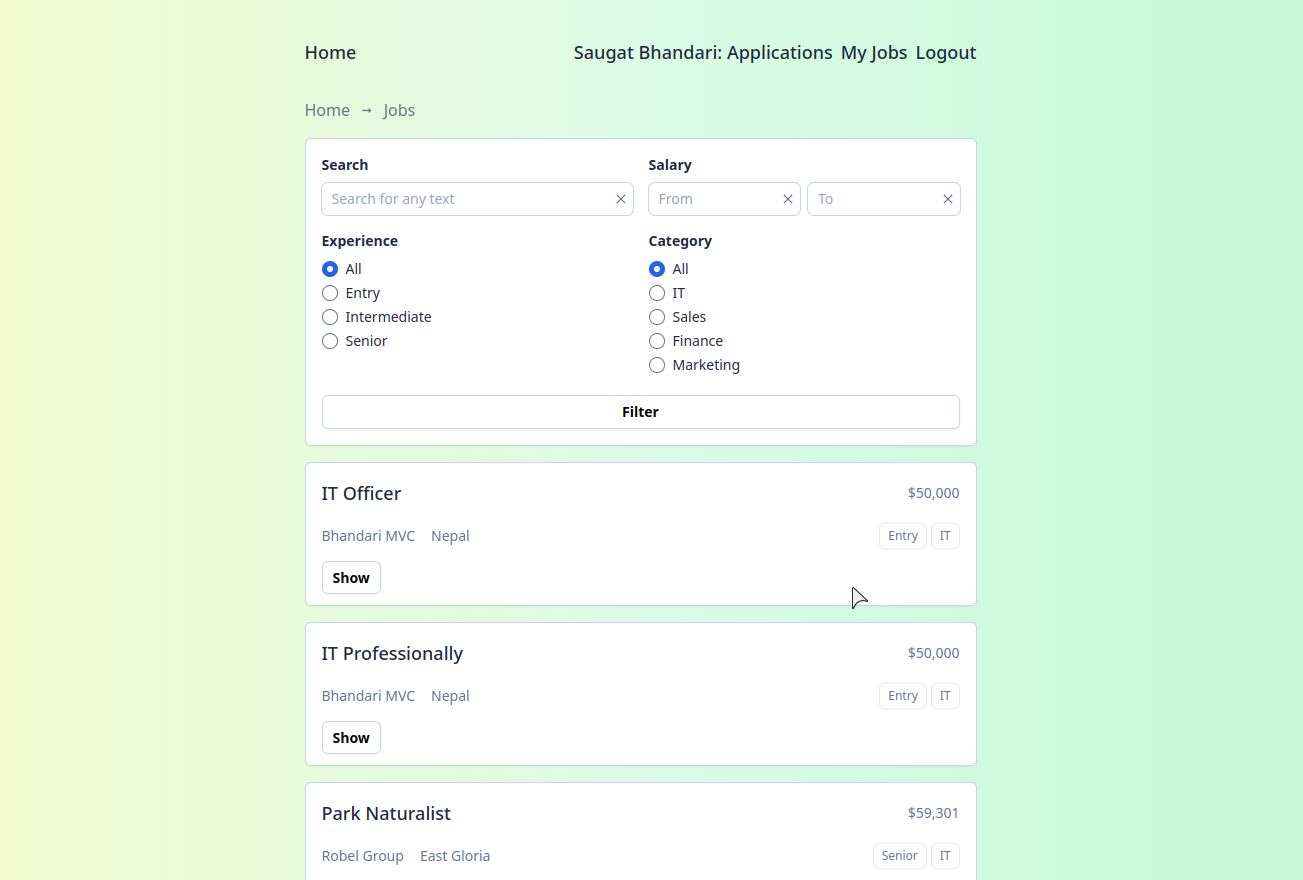 Home Saugat Bhandari: Applications My Jobs Logout
Home → Jobs
Search Salary
Search for any text From To
Experience Category
All All
Entry IT
Intermediate Sales
Senior Finance
Marketing
Filter
IT Officer $50,000
Bhandari MVC Nepal Entry IT
Show
IT Professionally $50,000
Bhandari MVC Nepal Entry IT
Show
Park Naturalist $59,301
Robel Group East Gloria Senior IT